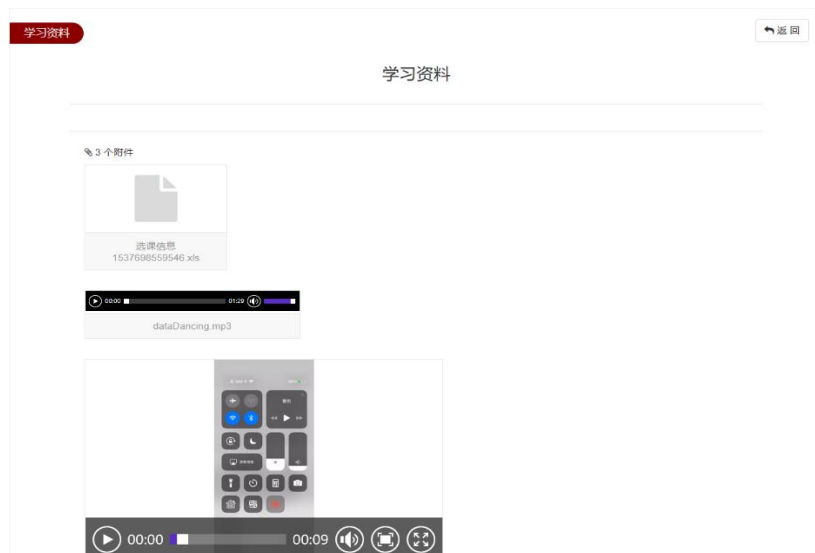 学习资料
返回
学习资料
3 个附件
选课信息
1537698559546.xls
00:00 01:29
dataDancing.mp3
00:00 00:09